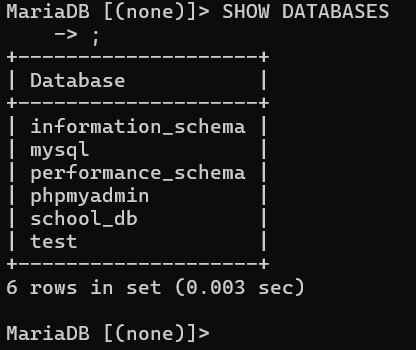 MariaDB [(none)]> SHOW DATABASES
    -> ;
+--------------------+
| Database           |
+--------------------+
| information_schema |
| mysql              |
| performance_schema |
| phpmyadmin         |
| school_db          |
| test               |
+--------------------+
6 rows in set (0.003 sec)

MariaDB [(none)]>